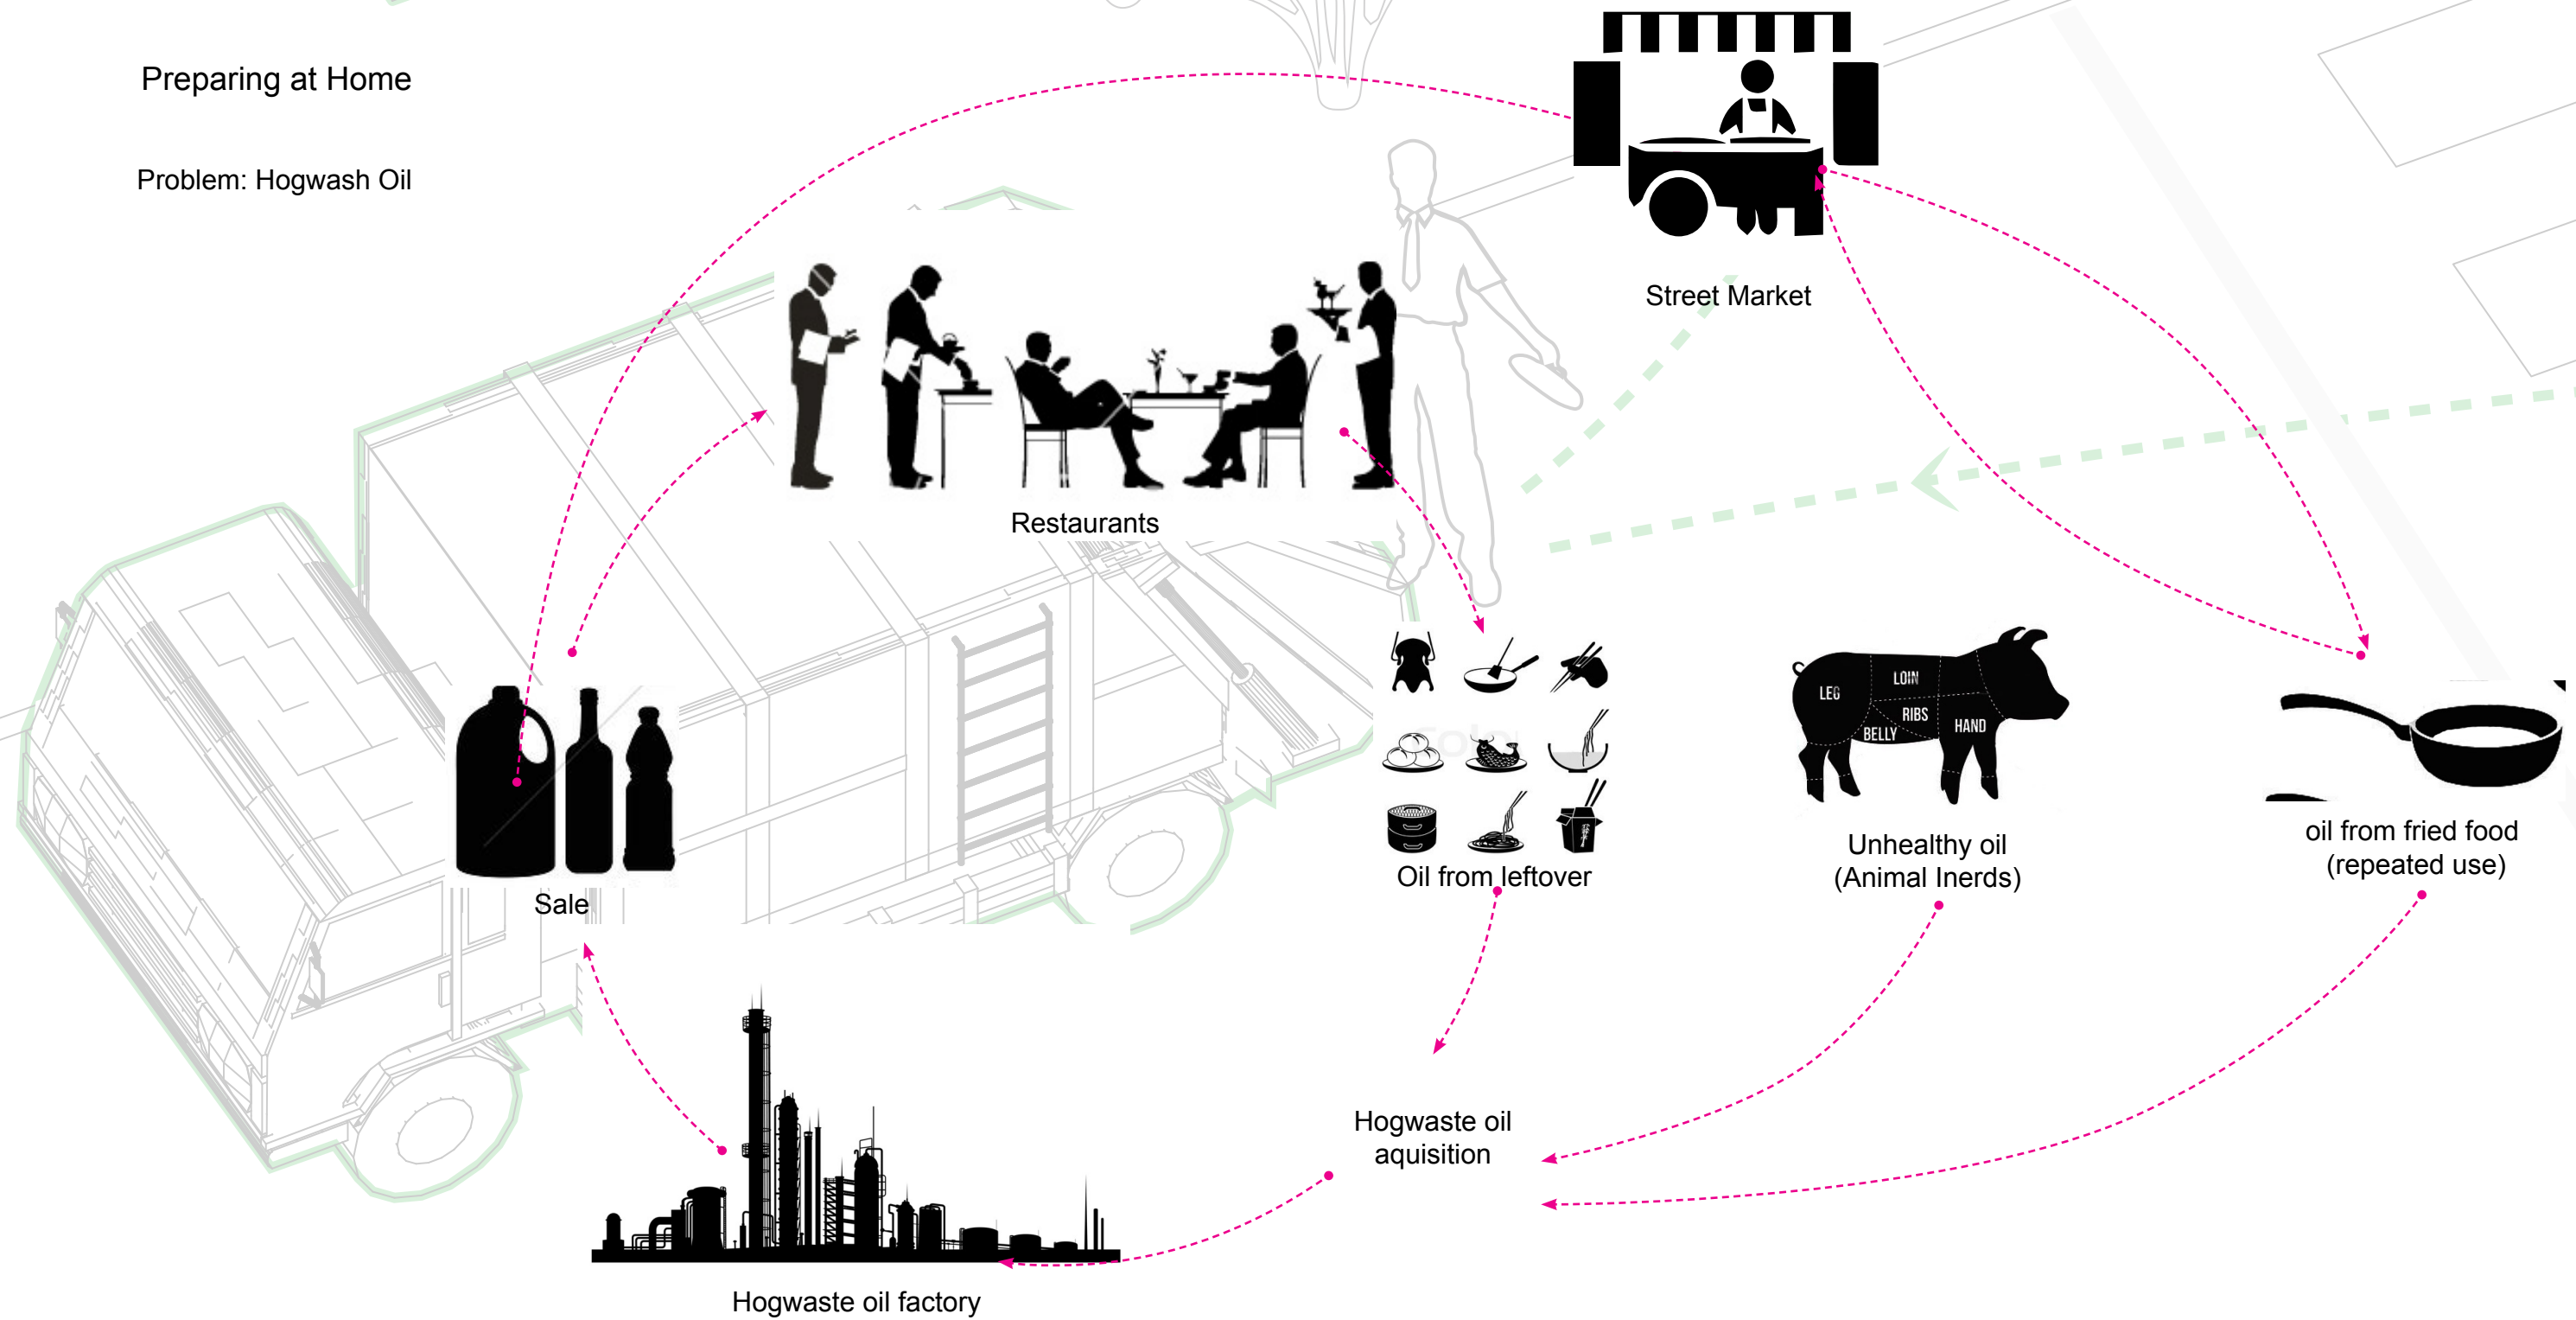 Preparing at Home
Problem: Hogwash Oil
Street Market
Restaurants
LEG
LOIN
RIBS
BELLY
HAND
Sale
Oil from leftover
Unhealthy oil
(Animal Inerds)
oil from fried food
(repeated use)
Hogwaste oil
aquisition
Hogwaste oil factory